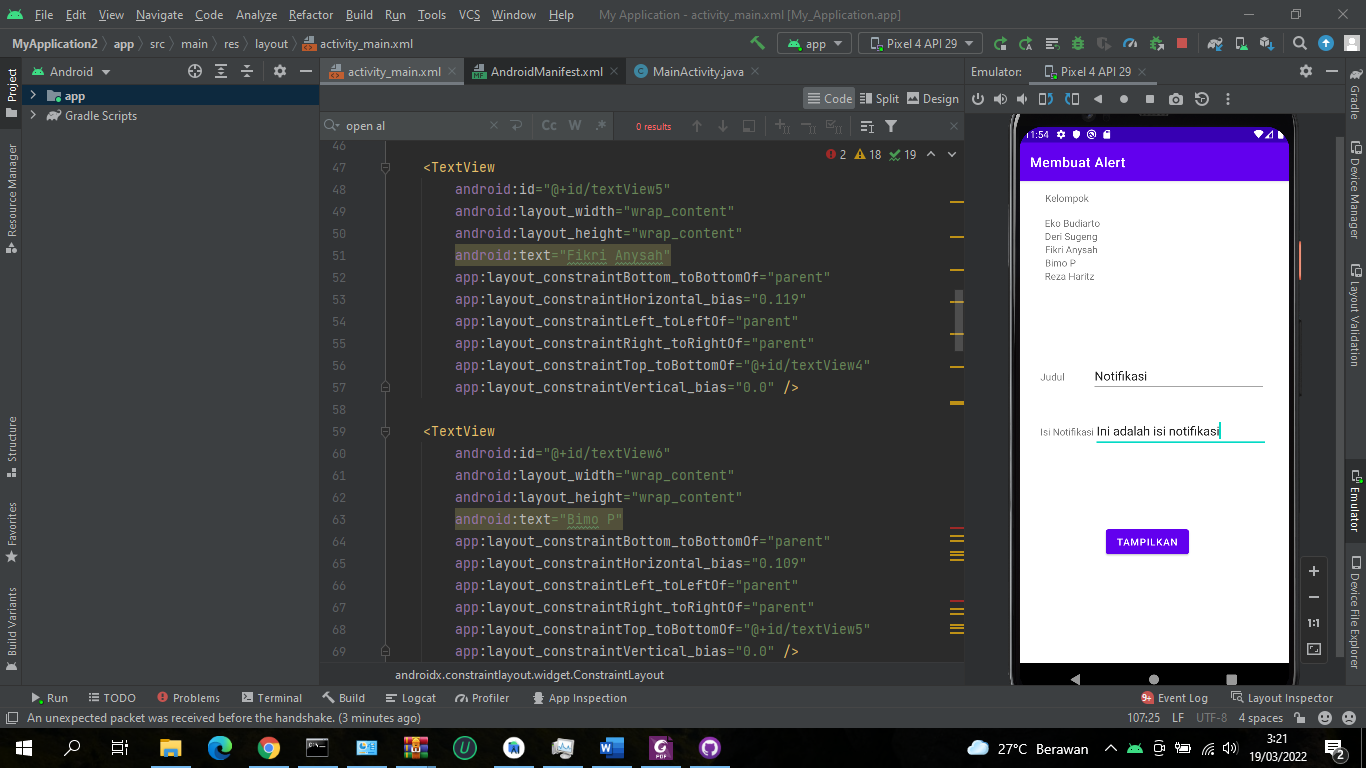 File Edit View Navigate Code Analyze Refactor Build Run Tools VCS Window Help My Application - activity_main.xml [My_Application.app]
MyApplication2 app src main res layout activity_main.xml app Pixel 4 API 29
Android activity_main.xml AndroidManifest.xml MainActivity.java Emulator: Pixel 4 API 29
app
Gradle Scripts
Code Split Design
open al Cc W .* 0 results
2 18 19
46
47 <TextView
48 android:id="@+id/textView5"
49 android:layout_width="wrap_content"
50 android:layout_height="wrap_content"
51 android:text="Fikri Anysah"
52 app:layout_constraintBottom_toBottomOf="parent"
53 app:layout_constraintHorizontal_bias="0.119"
54 app:layout_constraintLeft_toLeftOf="parent"
55 app:layout_constraintRight_toRightOf="parent"
56 app:layout_constraintTop_toBottomOf="@+id/textView4"
57 app:layout_constraintVertical_bias="0.0" />
58
59 <TextView
60 android:id="@+id/textView6"
61 android:layout_width="wrap_content"
62 android:layout_height="wrap_content"
63 android:text="Bimo P"
64 app:layout_constraintBottom_toBottomOf="parent"
65 app:layout_constraintHorizontal_bias="0.109"
66 app:layout_constraintLeft_toLeftOf="parent"
67 app:layout_constraintRight_toRightOf="parent"
68 app:layout_constraintTop_toBottomOf="@+id/textView5"
69 app:layout_constraintVertical_bias="0.0" />
androidx.constraintlayout.widget.ConstraintLayout
11:54
Membuat Alert
Kelompok
Eko Budiarto
Deri Sugeng
Fikri Anysah
Bimo P
Reza Haritz
Judul Notifikasi
Isi Notifikasi Ini adalah isi notifikasi
TAMPILKAN
1:1
Project
Resource Manager
Structure
Favorites
Build Variants
Gradle
Device Manager
Layout Validation
Emulator
Device File Explorer
Run TODO Problems Terminal Build Logcat Profiler App Inspection 9+ Event Log Layout Inspector
An unexpected packet was received before the handshake. (3 minutes ago) 107:25 LF UTF-8 4 spaces
27°C Berawan 3:21
19/03/2022
2